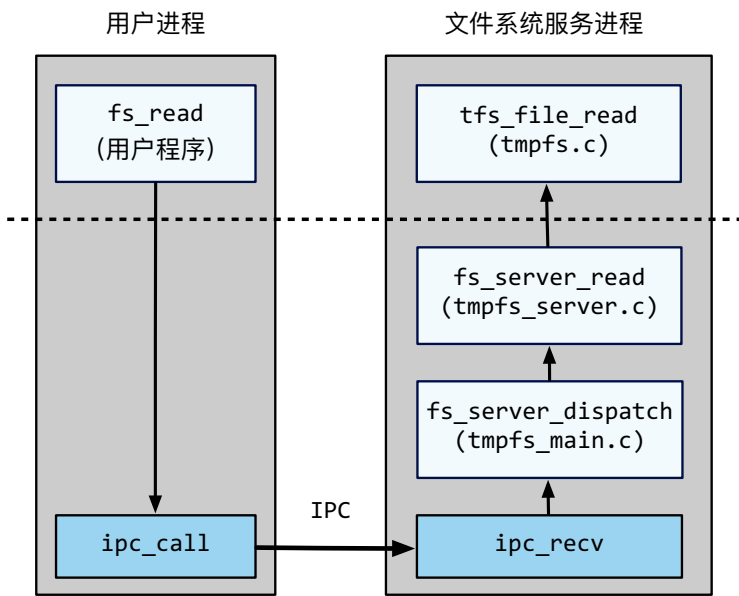 用户进程
文件系统服务进程
fs_read
(用户程序)
tfs_file_read
(tmpfs.c)
fs_server_read
(tmpfs_server.c)
fs_server_dispatch
(tmpfs_main.c)
ipc_call
IPC
ipc_recv